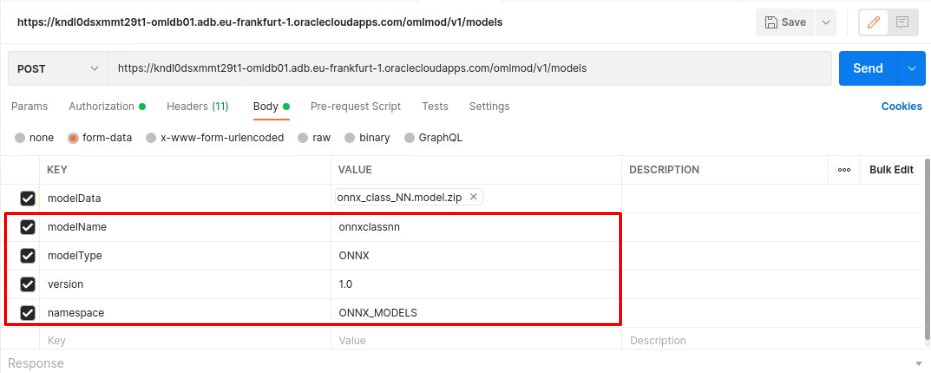 https://kndl0dsxmmt29t1-omldb01.adb.eu-frankfurt-1.oraclecloudapps.com/omlmod/v1/models Save
POST https://kndl0dsxmmt29t1-omldb01.adb.eu-frankfurt-1.oraclecloudapps.com/omlmod/v1/models Send
Params Authorization Headers (11) Body Pre-request Script Tests Settings Cookies
none form-data x-www-form-urlencoded raw binary GraphQL
KEY VALUE DESCRIPTION ooo Bulk Edit
modelData onnx_class_NN.model.zip ×
modelName onnxclassnn
modelType ONNX
version 1.0
namespace ONNX_MODELS
Key Value Description
Response